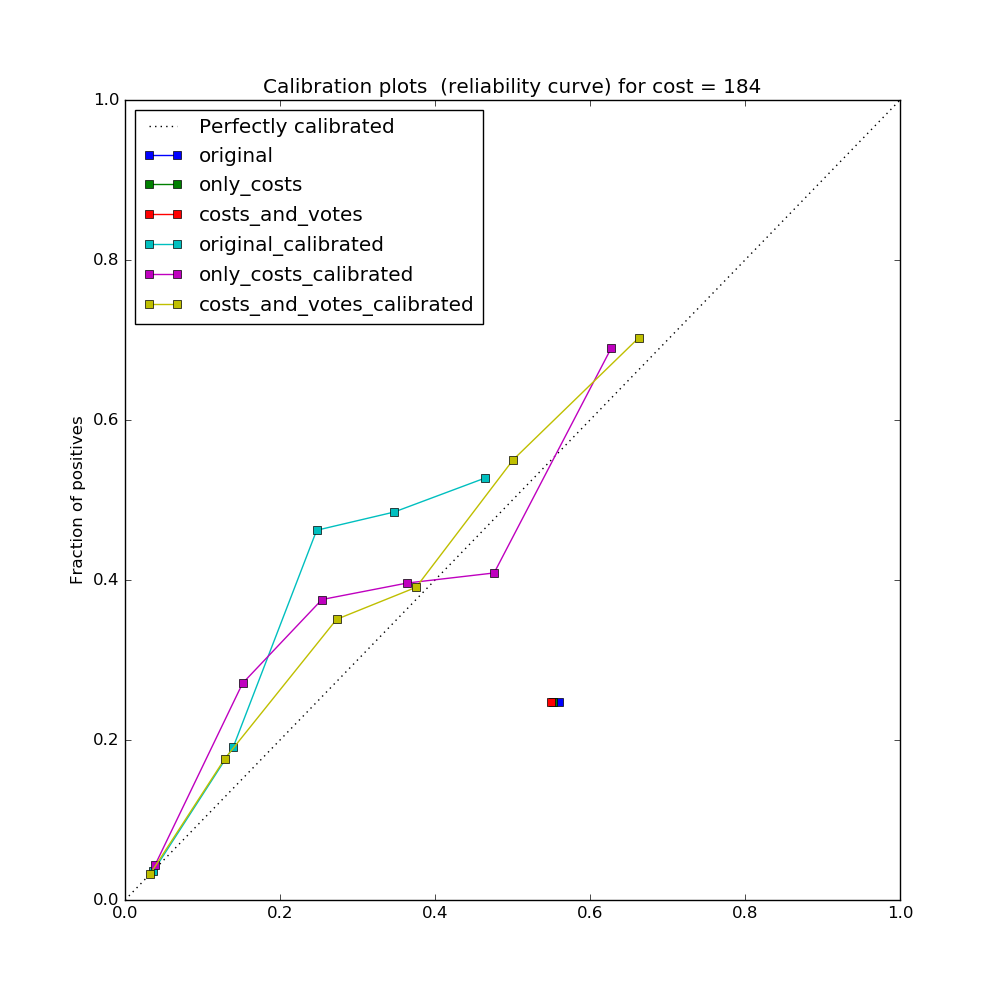 Calibration plots  (reliability curve) for cost = 184
1.0
0.8
0.6
0.4
0.2
0.0
Fraction of positives
Perfectly calibrated
original
only_costs
costs_and_votes
original_calibrated
only_costs_calibrated
costs_and_votes_calibrated
0.0 0.2 0.4 0.6 0.8 1.0